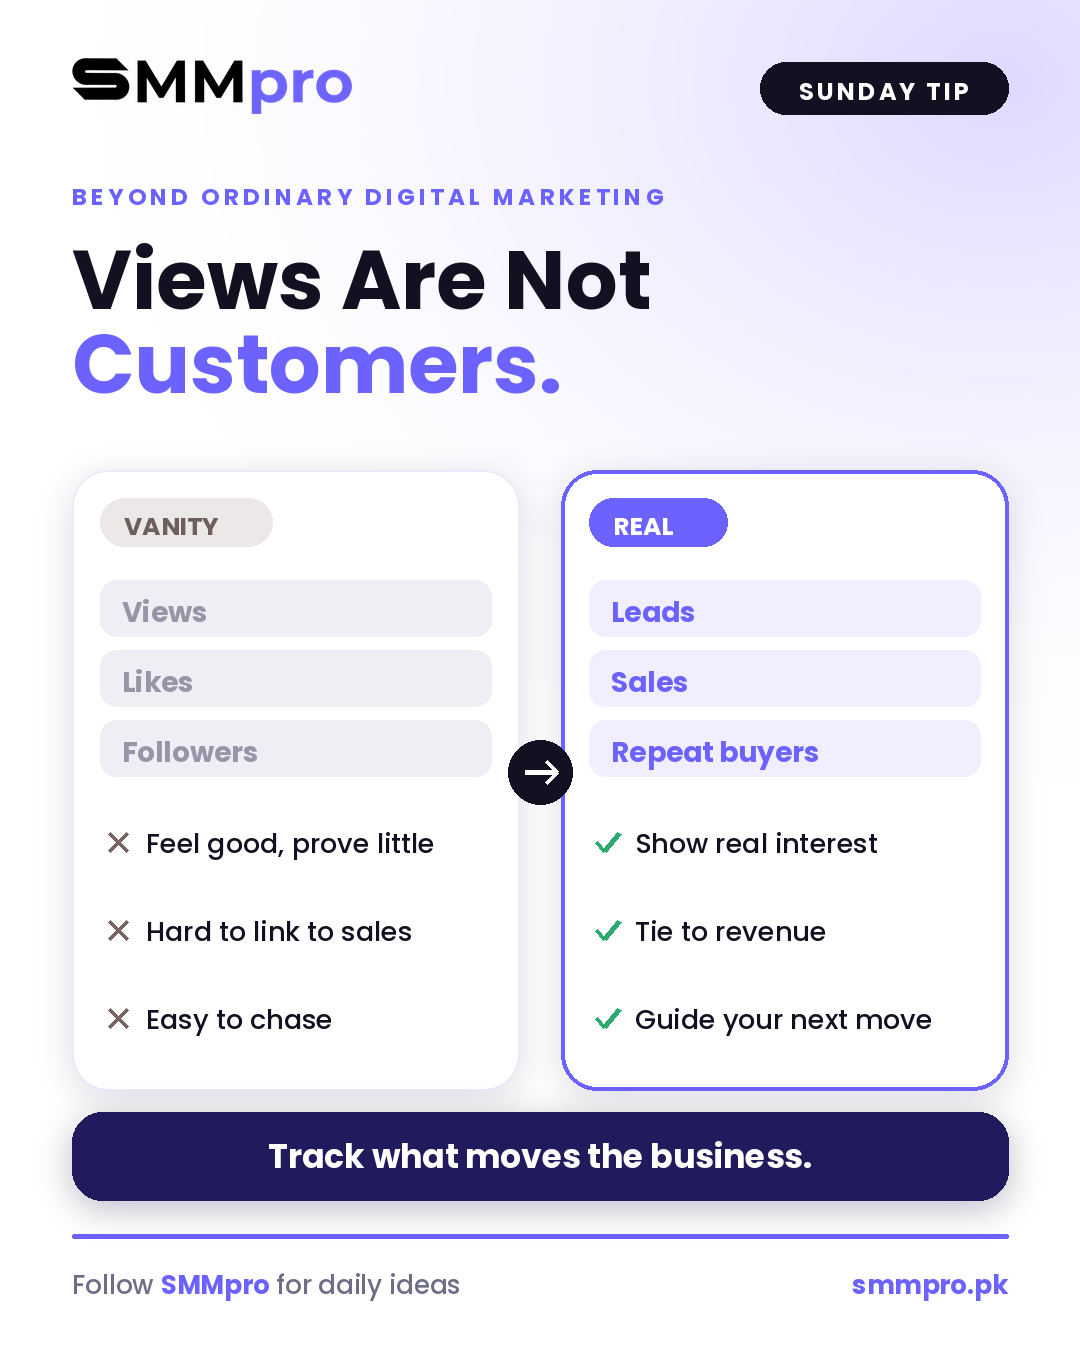 SMMpro
SUNDAY TIP
BEYOND ORDINARY DIGITAL MARKETING
Views Are Not
Customers.
VANITY
Views
Likes
Followers
Feel good, prove little
Hard to link to sales
Easy to chase
REAL
Leads
Sales
Repeat buyers
Show real interest
Tie to revenue
Guide your next move
Track what moves the business.
Follow SMMpro for daily ideas
smmpro.pk